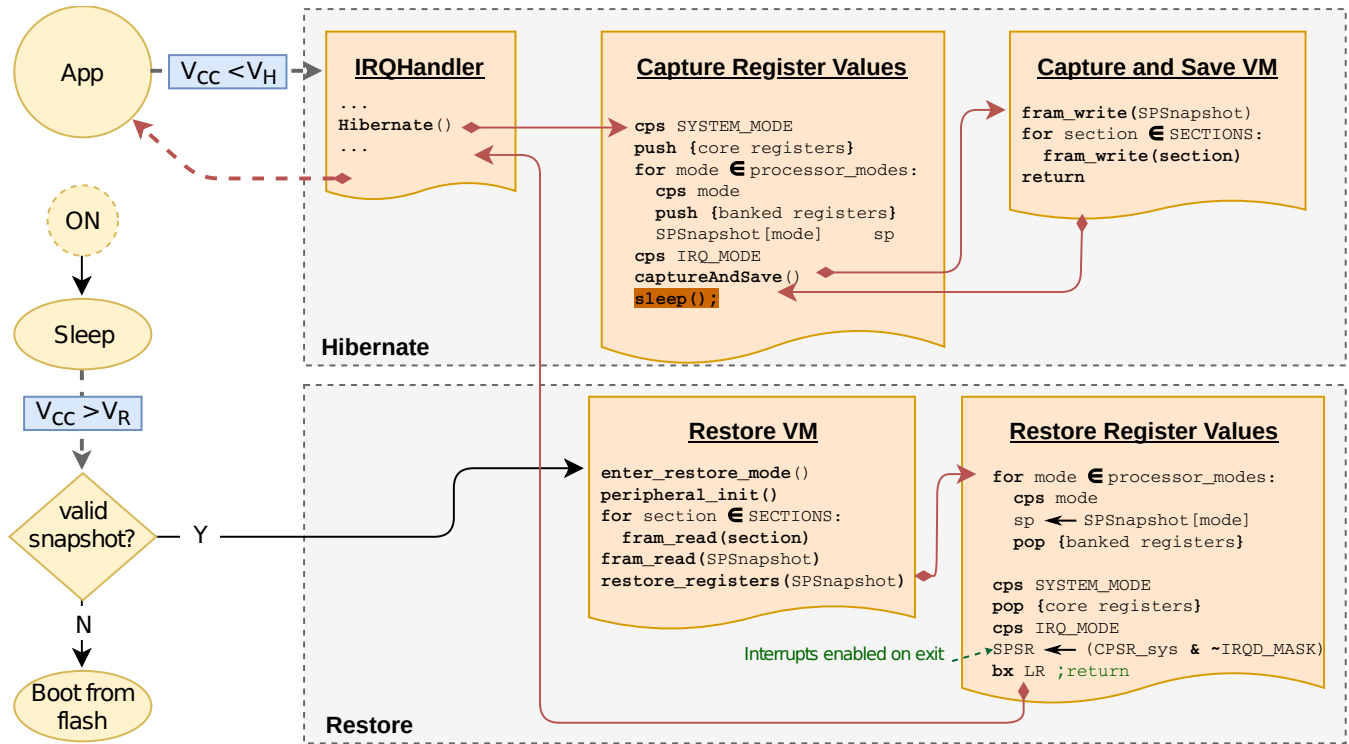 App
V_CC < V_H
IRQHandler
...
Hibernate()
...
Capture Register Values
cps SYSTEM_MODE
push {core registers}
for mode ∈ processor_modes:
cps mode
push {banked registers}
SPSnapshot[mode] sp
cps IRQ_MODE
captureAndSave()
sleep();
Capture and Save VM
fram_write(SPSnapshot)
for section ∈ SECTIONS:
fram_write(section)
return
Hibernate
ON
Sleep
V_CC > V_R
valid
snapshot?
Y
N
Boot from
flash
Restore VM
enter_restore_mode()
peripheral_init()
for section ∈ SECTIONS:
fram_read(section)
fram_read(SPSnapshot)
restore_registers(SPSnapshot)
Restore Register Values
for mode ∈ processor_modes:
cps mode
sp ← SPSnapshot[mode]
pop {banked registers}
cps SYSTEM_MODE
pop {core registers}
cps IRQ_MODE
Interrupts enabled on exit
SPSR ← (CPSR_sys & ~IRQD_MASK)
bx LR ;return
Restore